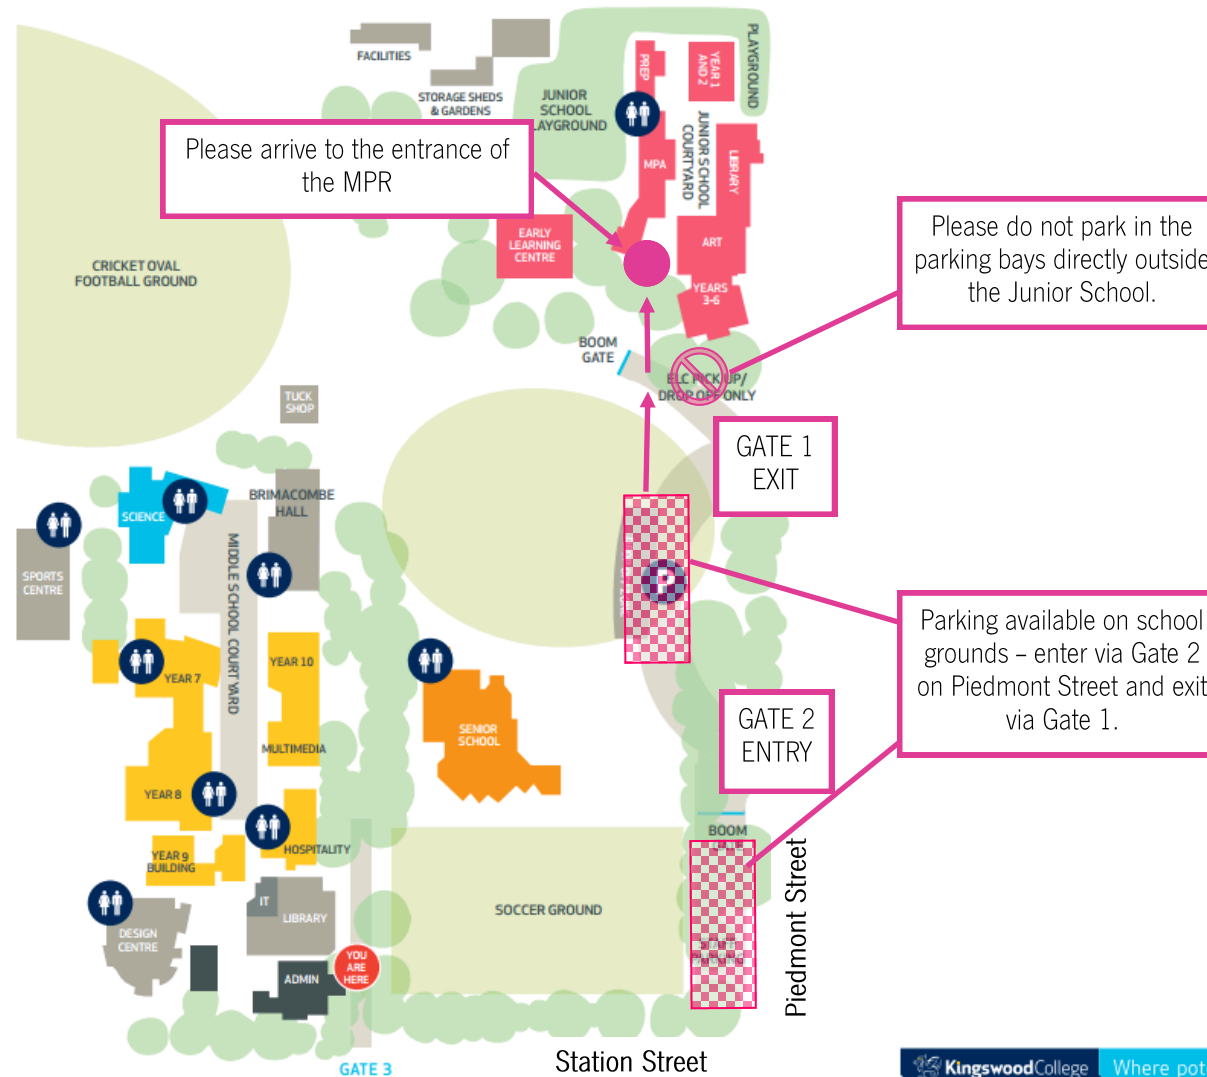 FACILITIES
STORAGE SHEDS
& GARDENS
JUNIOR
SCHOOL
LAYGROUND
PREP
YEAR 1
AND 2
PLAYGROUND
MPA
JUNIOR SCHOOL
COURTYARD
LIBRARY
Please arrive to the entrance of
the MPR
EARLY
LEARNING
CENTRE
ART
YEARS
3-6
Please do not park in the
parking bays directly outside
the Junior School.
CRICKET OVAL
FOOTBALL GROUND
BOOM
GATE
ELC PICK UP/
DROP OFF ONLY
TUCK
SHOP
GATE 1
EXIT
BRIMACOMBE
HALL
SCIENCE
MIDDLE SCHOOL COURTYARD
SPORTS
CENTRE
P
Parking available on school
grounds – enter via Gate 2
on Piedmont Street and exit
via Gate 1.
YEAR 7
YEAR 10
MULTIMEDIA
SENIOR
SCHOOL
GATE 2
ENTRY
YEAR 8
HOSPITALITY
YEAR 9
BUILDING
BOOM
GATE
IT
LIBRARY
SOCCER GROUND
Piedmont Street
DESIGN
CENTRE
STAFF
PARKING
ADMIN
YOU
ARE
HERE
GATE 3
Station Street
KingswoodCollege
Where pot